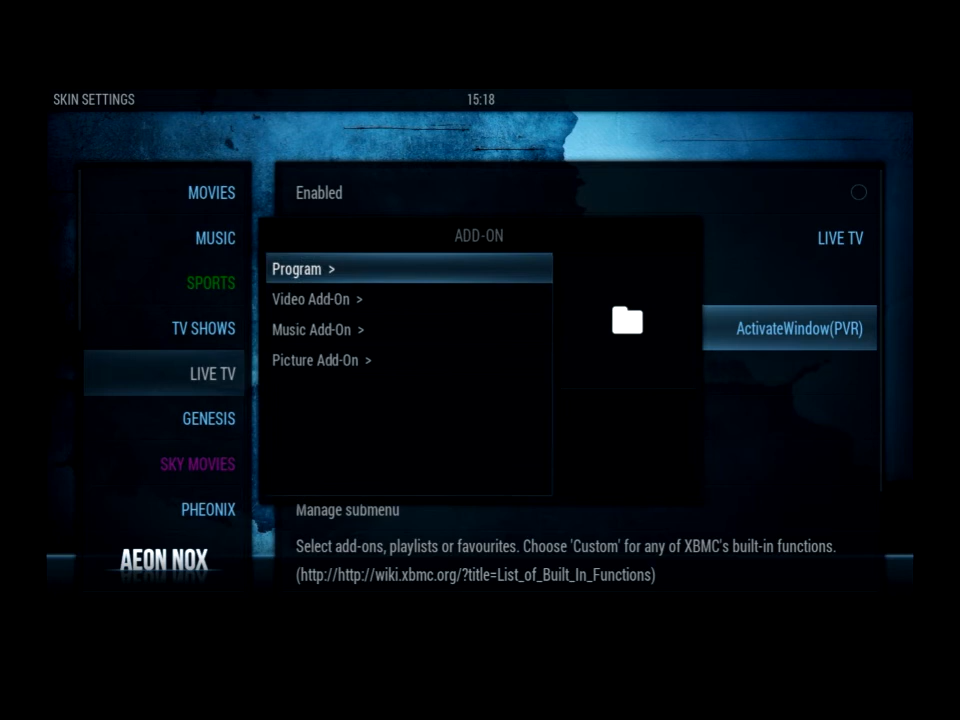 SKIN SETTINGS
15:18
MOVIES
MUSIC
SPORTS
TV SHOWS
LIVE TV
GENESIS
SKY MOVIES
PHEONIX
AEON NOX
Enabled
LIVE TV
ActivateWindow(PVR)
ADD-ON
Program >
Video Add-On >
Music Add-On >
Picture Add-On >
Manage submenu
Select add-ons, playlists or favourites. Choose 'Custom' for any of XBMC's built-in functions.
(http://http://wiki.xbmc.org/?title=List_of_Built_In_Functions)